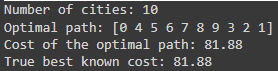 Number of cities: 10
Optimal path: [0 4 5 6 7 8 9 3 2 1]
Cost of the optimal path: 81.88
True best known cost: 81.88